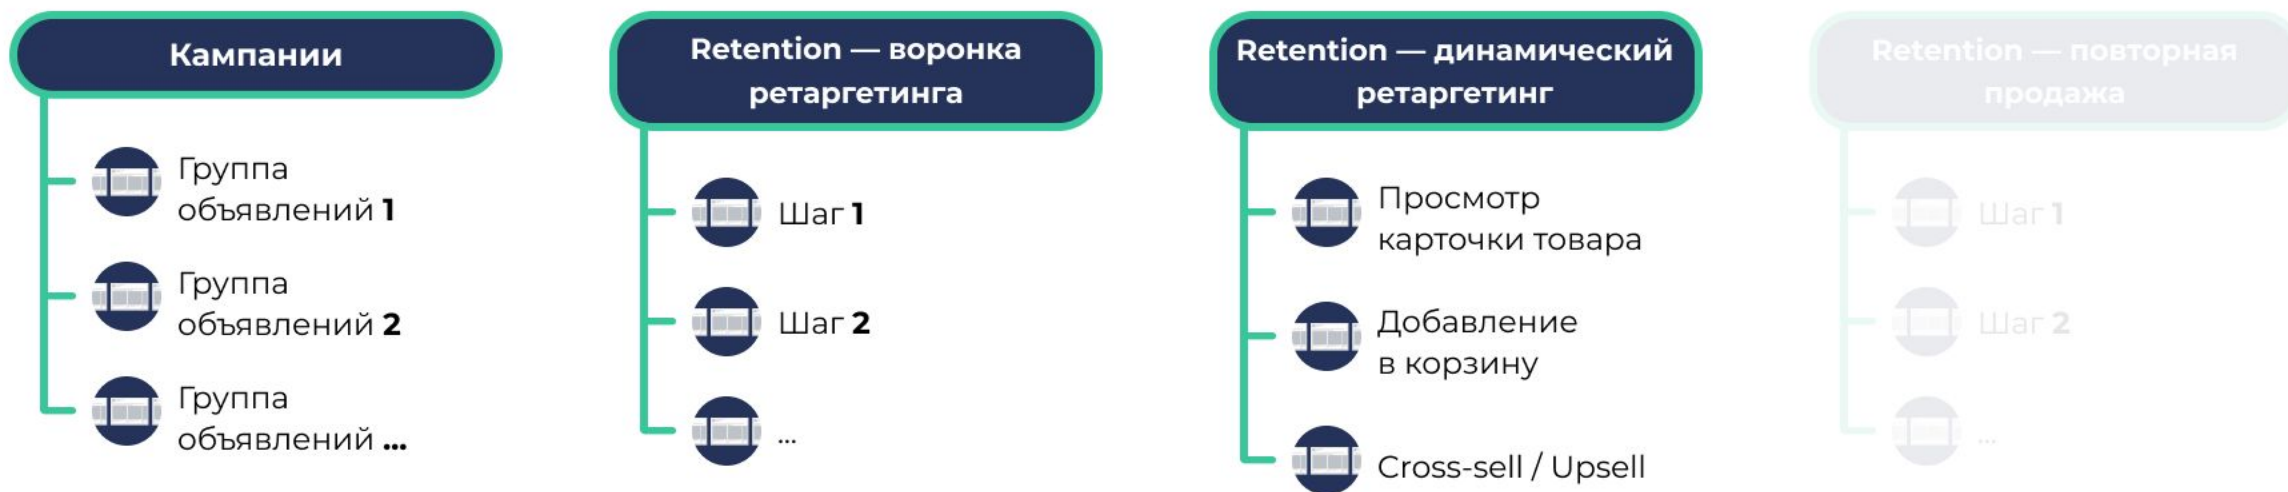 Кампании
Группа
объявлений 1
Группа
объявлений 2
Группа
объявлений ...
Retention — воронка
ретаргетинга
Шаг 1
Шаг 2
...
Retention — динамический
ретаргетинг
Просмотр
карточки товара
Добавление
в корзину
Cross-sell / Upsell
Retention — повторная
продажа
Шаг 1
Шаг 2
...